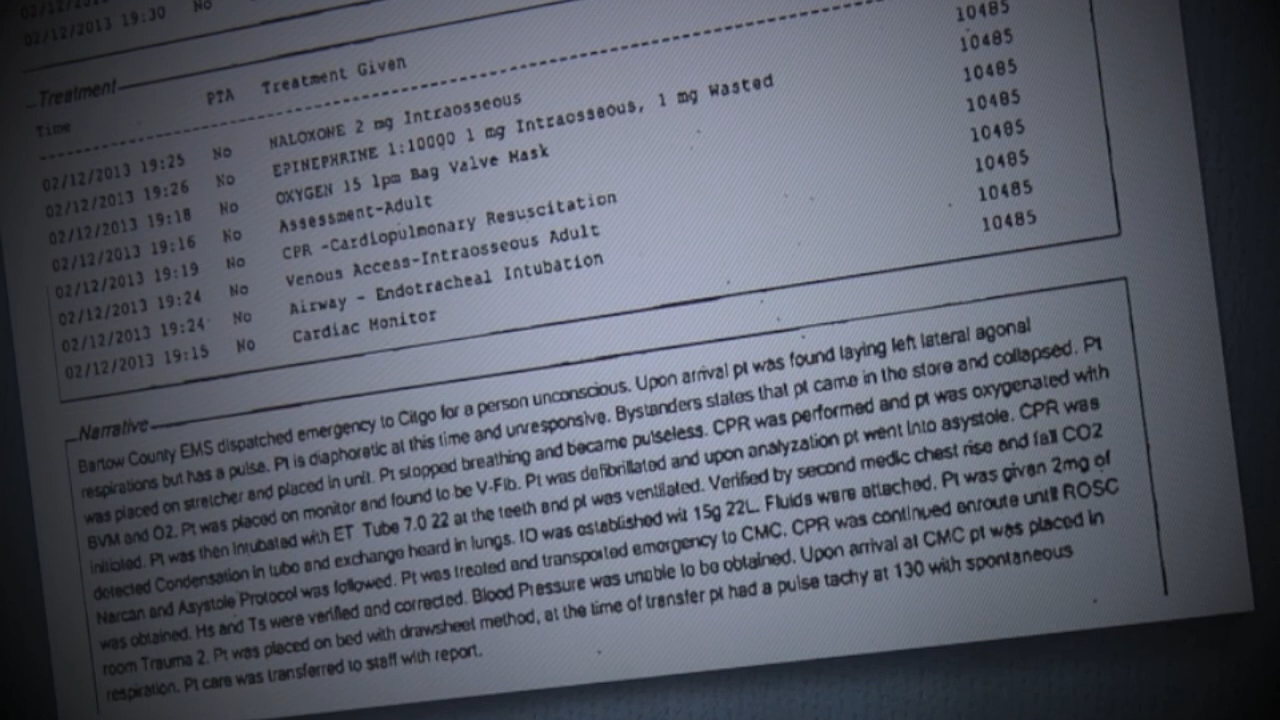 02/12/2013 19:30 No
Treatment
Time PTA Treatment Given
02/12/2013 19:25 No NALOXONE 2 mg Intraosseous 10485
02/12/2013 19:26 No EPINEPHRINE 1:10000 1 mg Intraosseous, 1 mg Wasted 10485
02/12/2013 19:18 No OXYGEN 15 lpm Bag Valve Mask 10485
02/12/2013 19:16 No Assessment-Adult 10485
02/12/2013 19:19 No CPR -Cardiopulmonary Resuscitation 10485
02/12/2013 19:24 No Venous Access-Intraosseous Adult 10485
02/12/2013 19:24 No Airway - Endotracheal Intubation 10485
02/12/2013 19:15 No Cardiac Monitor 10485
Narrative
Bartow County EMS dispatched emergency to Citgo for a person unconscious. Upon arrival pt was found laying left lateral agonal
respirations but has a pulse. Pt is diaphoretic at this time and unresponsive. Bystanders states that pt came in the store and collapsed. Pt
was placed on stretcher and placed in unit. Pt stopped breathing and became pulseless. CPR was performed and pt was oxygenated with
BVM and O2. Pt was placed on monitor and found to be V-Fib. Pt was defibrillated and upon analyzation pt went into asystole. CPR was
initiated. Pt was then intubated with ET Tube 7.0 22 at the teeth and pt was ventilated. Verified by second medic chest rise and fall CO2
detected Condensation in tube and exchange heard in lungs. IO was established wit 15g 22L. Fluids were attached. Pt was given 2mg of
Narcan and Asystole Protocol was followed. Pt was treated and transported emergency to CMC. CPR was continued enroute until ROSC
was obtained. Hs and Ts were verified and corrected. Blood Pressure was unable to be obtained. Upon arrival at CMC pt was placed in
room Trauma 2. Pt was placed on bed with drawsheet method, at the time of transfer pt had a pulse tachy at 130 with spontaneous
respiration. Pt care was transferred to staff with report.